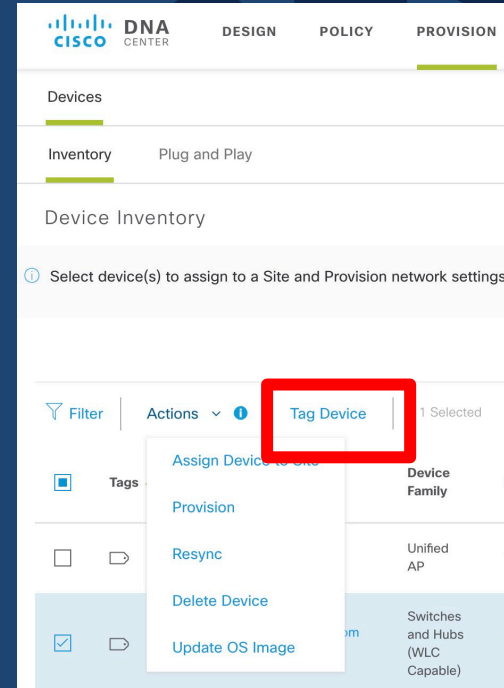 CISCO DNA CENTER DESIGN POLICY PROVISION
Devices
Inventory Plug and Play
Device Inventory
Select device(s) to assign to a Site and Provision network settings
Filter Actions Tag Device 1 Selected
Tags Device Family
Assign Device to Site
Provision
Resync Unified AP
Delete Device
Update OS Image Switches and Hubs (WLC Capable)